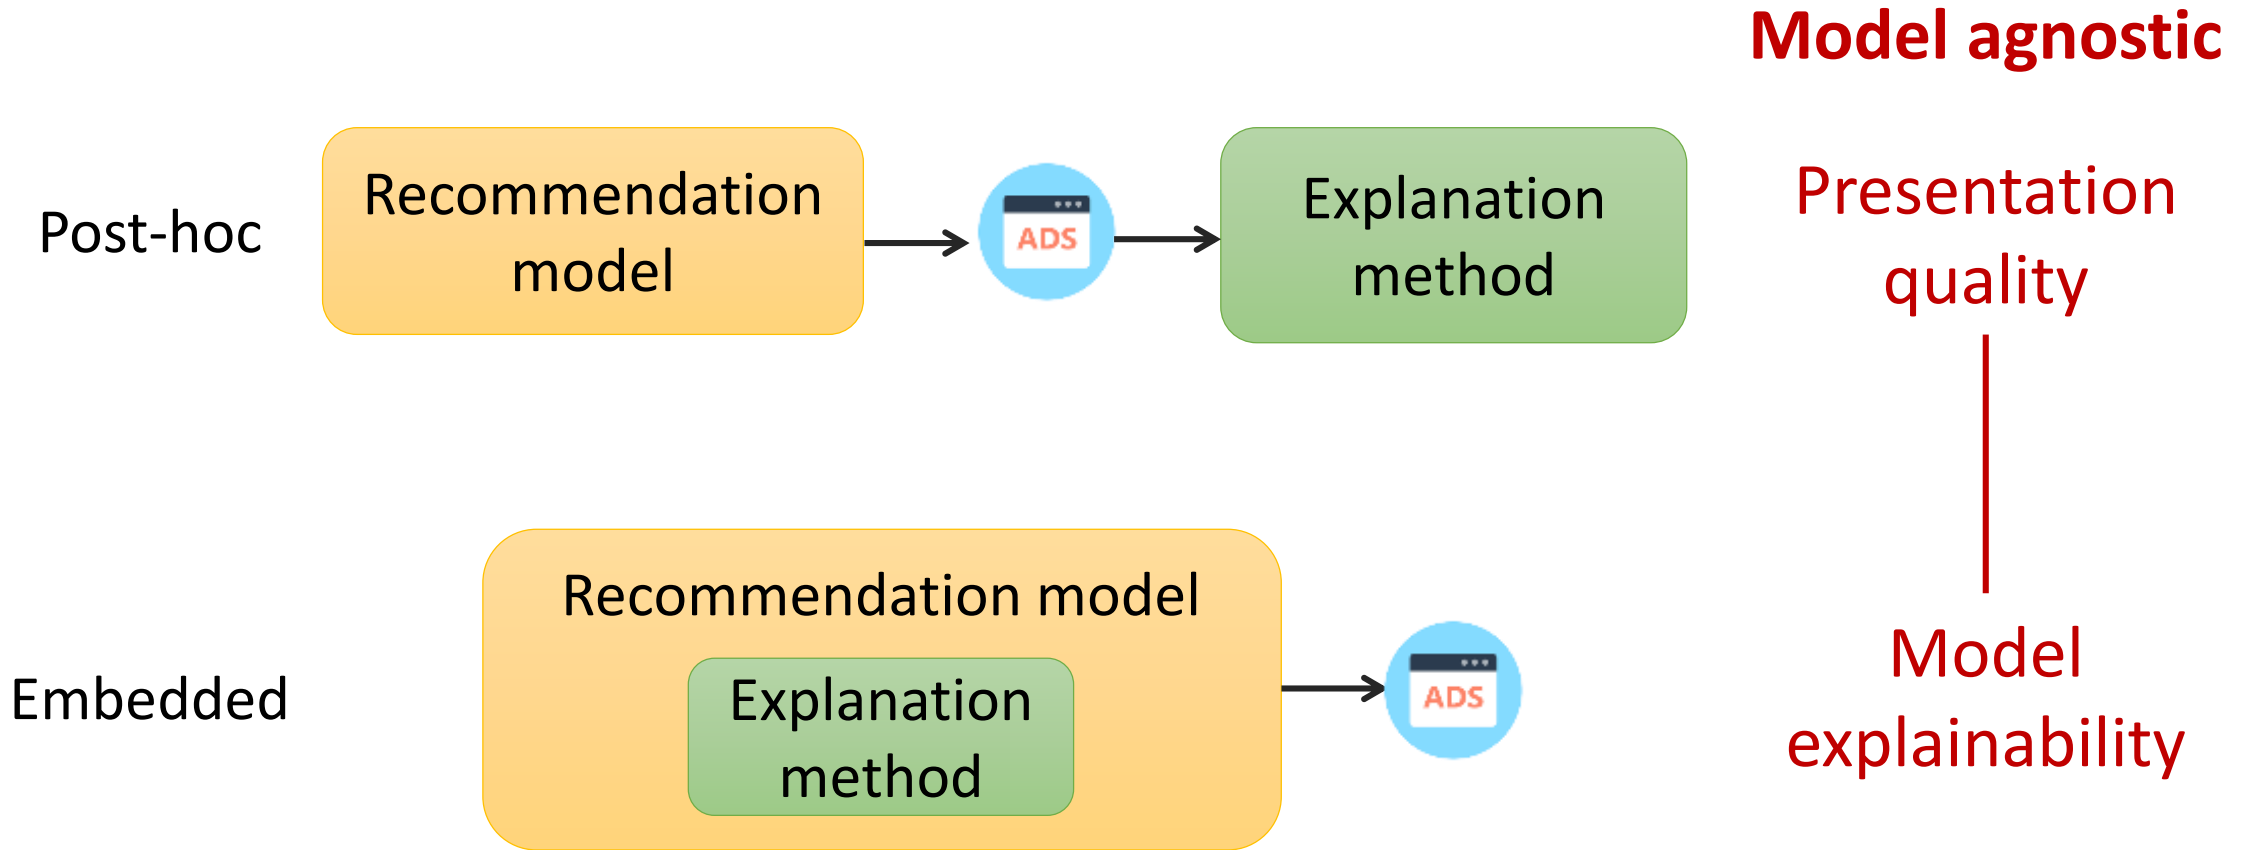 Model agnostic
Post-hoc
Recommendation
model
ADS
Explanation
method
Presentation
quality
Embedded
Recommendation model
Explanation
method
ADS
Model
explainability